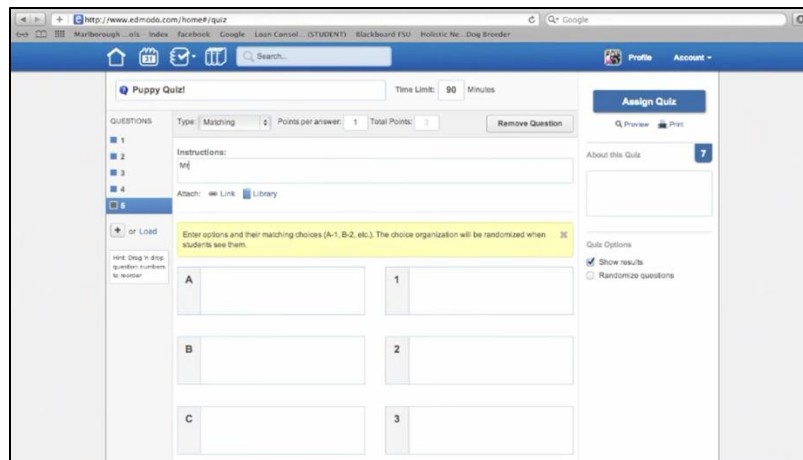 http://www.edmodo.com/home#/quiz
Google
Marlborough ...ols - Index facebook Google Loan Consol... (STUDENT) Blackboard FSU Holistic Ne...Dog Breeder
31 Search... Profile Account
Puppy Quiz! Time Limit: 90 Minutes
Assign Quiz
QUESTIONS Type: Matching Points per answer: 1 Total Points: 3 Remove Question
Preview Print
1
Instructions:
About this Quiz 7
2
Mr
3
4
Attach: Link Library
5
+ or Load
Enter options and their matching choices (A-1, B-2, etc.). The choice organization will be randomized when
students see them.
Quiz Options
Hint: Drag 'n drop
question numbers
to reorder
Show results
Randomize questions
A 1
B 2
C 3